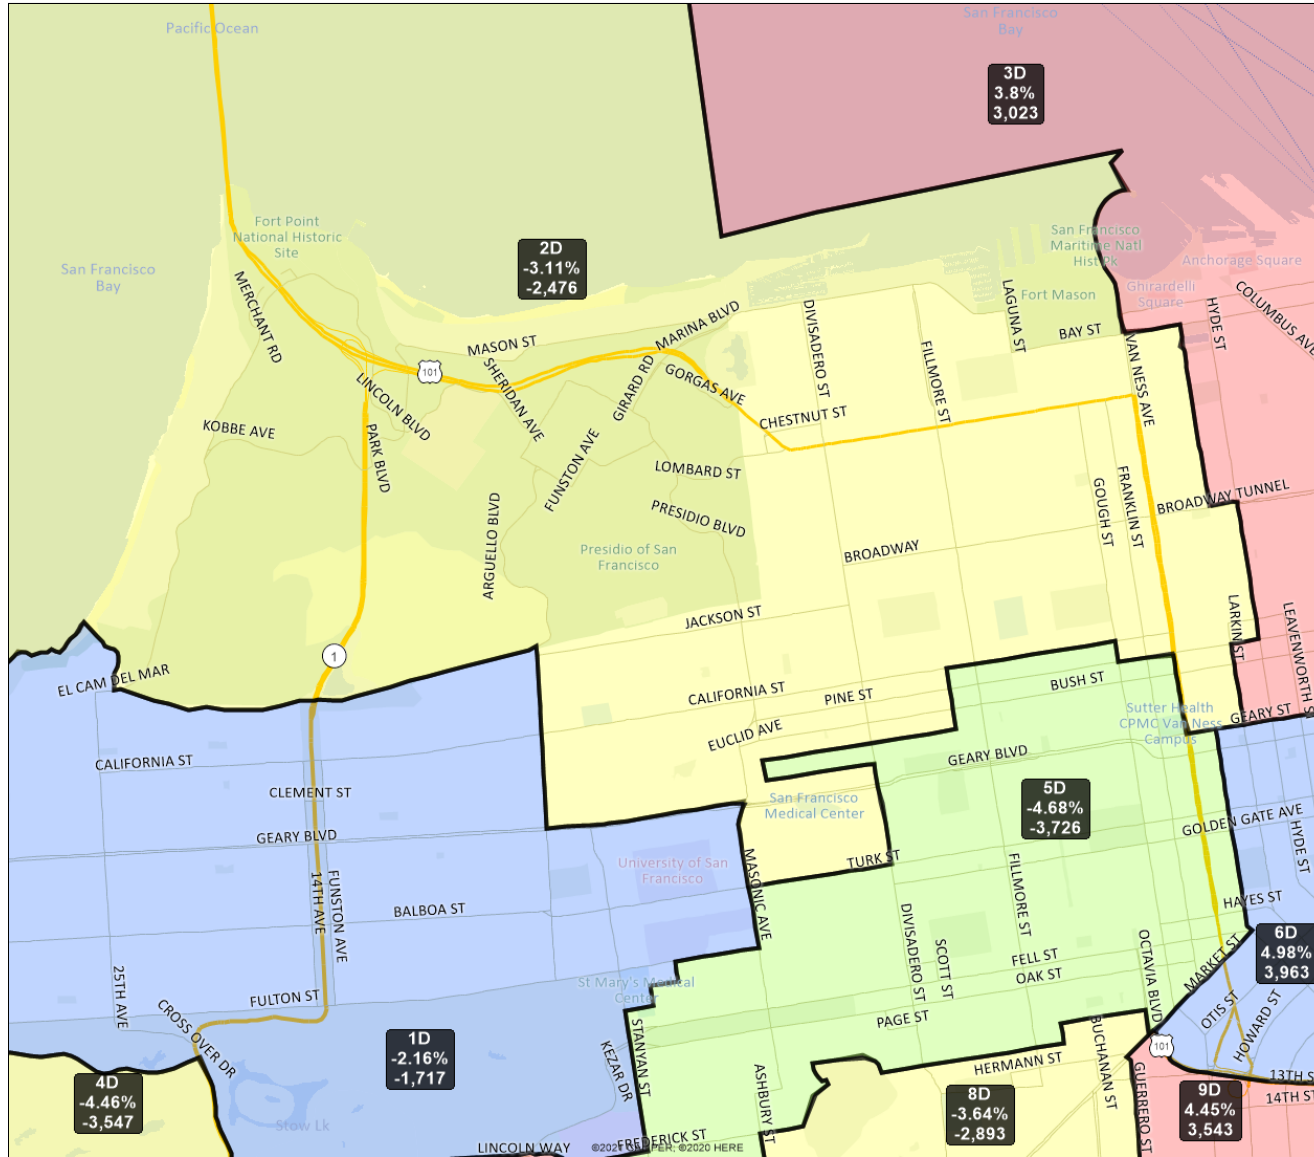 Pacific Ocean
San Francisco
Bay
3D
3.8%
3,023
Fort Point
National Historic
Site
San Francisco
Maritime Natl
Hist Pk
2D
-3.11%
-2,476
San Francisco
Bay
Anchorage Square
Ghirardelli
Square
Fort Mason
MERCHANT RD
LAGUNA ST
HYDE ST
COLUMBUS AVE
DIVISADERO ST
MARINA BLVD
MASON ST
BAY ST
VAN NESS AVE
FILLMORE ST
101
SHERIDAN AVE
GIRARD RD
GORGAS AVE
LINCOLN BLVD
CHESTNUT ST
KOBBE AVE
PARK BLVD
FUNSTON AVE
LOMBARD ST
FRANKLIN ST
GOUGH ST
BROADWAY TUNNEL
ARGUELLO BLVD
PRESIDIO BLVD
Presidio of San
Francisco
BROADWAY
JACKSON ST
LARKIN ST
LEAVENWORTH S
1
EL CAM DEL MAR
CALIFORNIA ST
PINE ST
BUSH ST
EUCLID AVE
Sutter Health
CPMC Van Ness
Campus
GEARY ST
CALIFORNIA ST
GEARY BLVD
CLEMENT ST
San Francisco
Medical Center
5D
-4.68%
-3,726
GEARY BLVD
GOLDEN GATE AVE
HYDE ST
University of San
Francisco
TURK ST
MASONIC AVE
FILLMORE ST
14TH AVE
FUNSTON AVE
BALBOA ST
HAYES ST
DIVISADERO ST
SCOTT ST
OCTAVIA BLVD
MARKET ST
6D
4.98%
3,963
25TH AVE
FELL ST
OAK ST
St Mary's Medical
Center
FULTON ST
CROSS OVER DR
OTIS ST
HOWARD ST
PAGE ST
STANYAN ST
KEZAR DR
1D
-2.16%
-1,717
BUCHANAN ST
101
HERMANN ST
ASHBURY ST
GUERRERO ST
4D
-4.46%
-3,547
8D
-3.64%
-2,893
9D
4.45%
3,543
13TH S
14TH ST
Stow Lk
LINCOLN WAY
FREDERICK ST
©2021 CALIPER; ©2020 HERE